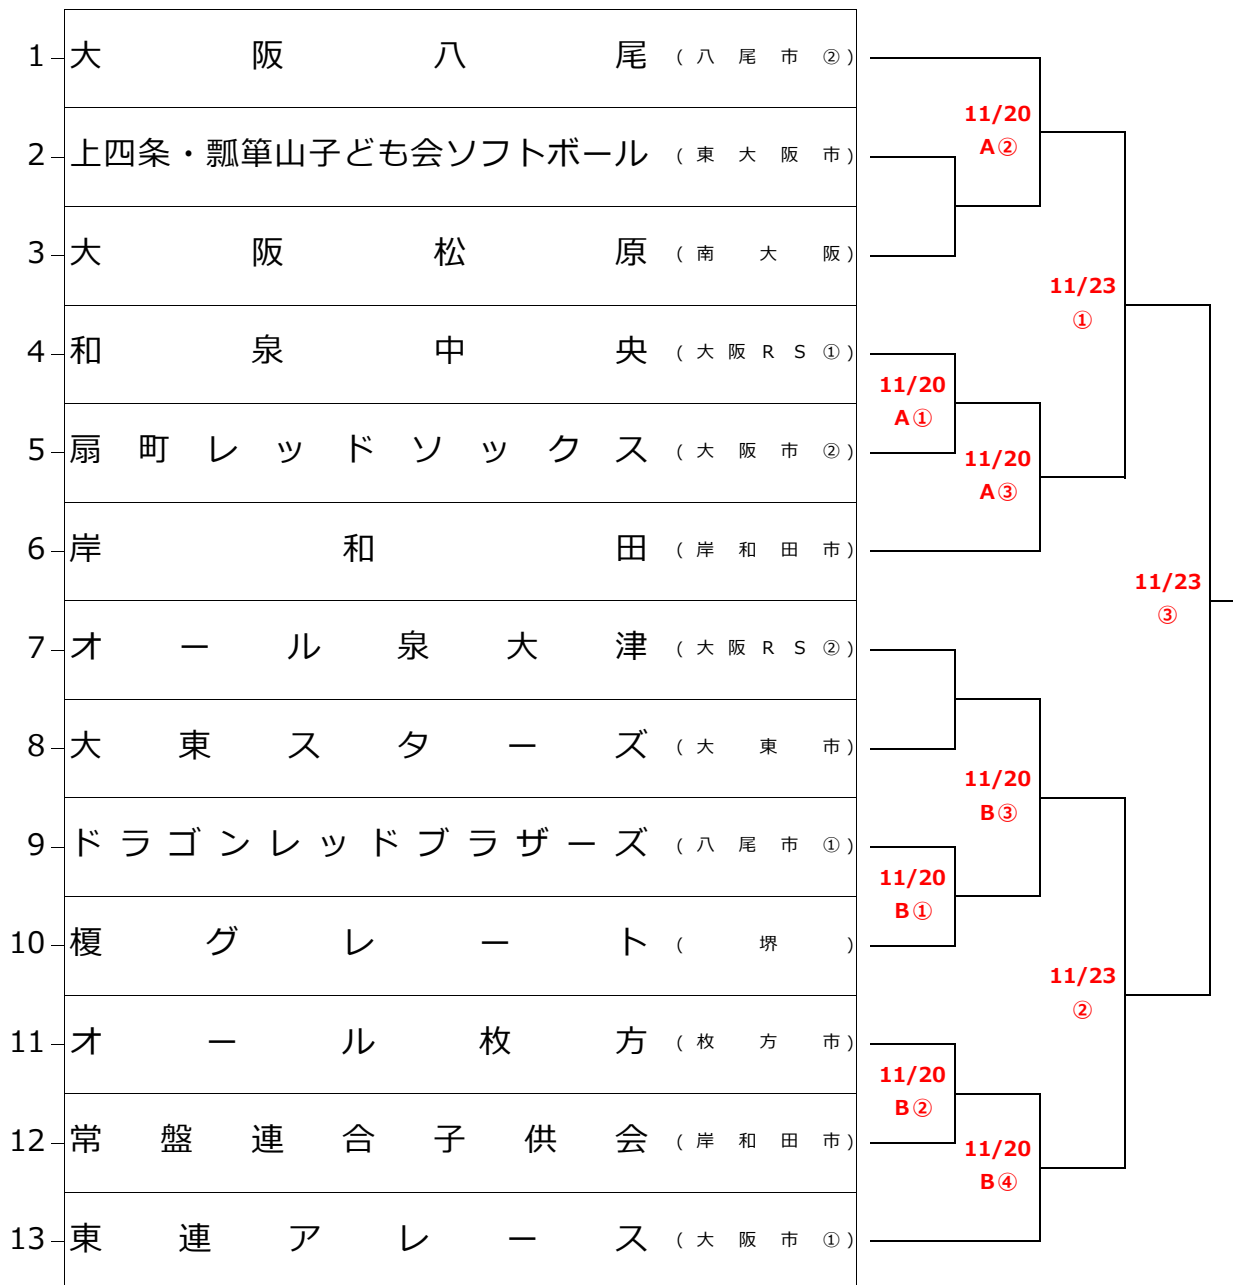 1 大阪八尾 (八尾市②)
11/20
A②
2 上四条・瓢箪山子ども会ソフトボール (東大阪市)
3 大阪松原 (南大阪)
11/23
①
4 和泉中央 (大阪RS①)
11/20
A①
5 扇町レッドソックス (大阪市②)
11/20
A③
6 岸和田 (岸和田市)
11/23
③
7 オール泉大津 (大阪RS②)
8 大東スターズ (大東市)
11/20
B③
9 ドラゴンレッドブラザーズ (八尾市①)
11/20
B①
10 榎グレート (堺)
11/23
②
11 オール枚方 (枚方市)
11/20
B②
12 常盤連合子供会 (岸和田市)
11/20
B④
13 東連アレース (大阪市①)